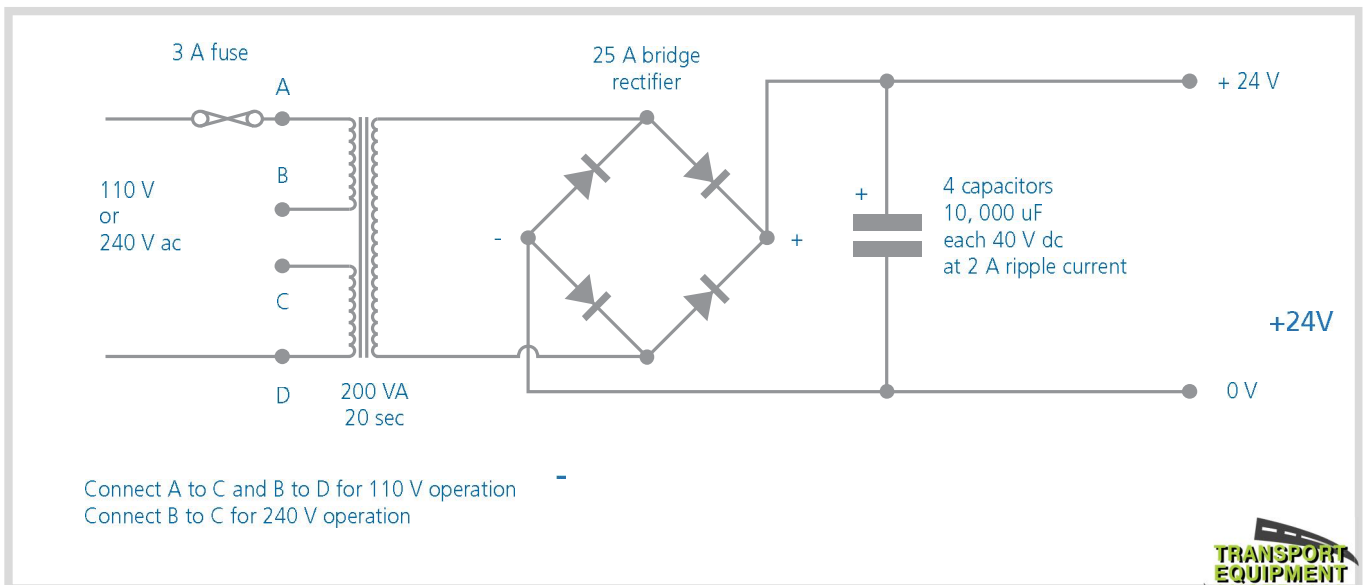 3 A fuse
25 A bridge
rectifier
A
+ 24 V
B
110 V
or
240 V ac
+
4 capacitors
10, 000 uF
each 40 V dc
at 2 A ripple current
-
+
C
+24V
D
200 VA
20 sec
0 V
-
Connect A to C and B to D for 110 V operation
Connect B to C for 240 V operation
TRANSPORT
EQUIPMENT